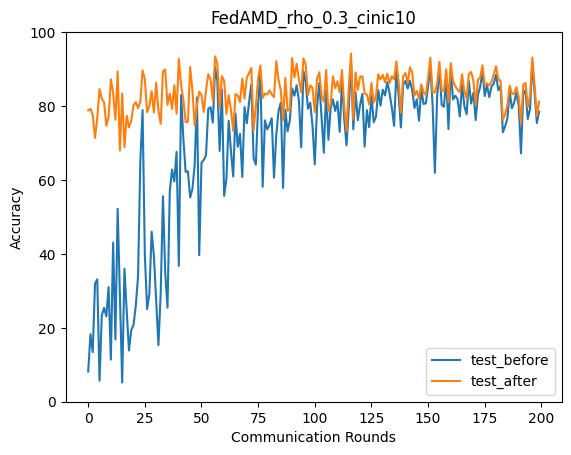 FedAMD_rho_0.3_cinic10
100
80
60
40
20
0
Accuracy
0 25 50 75 100 125 150 175 200
Communication Rounds
test_before
test_after